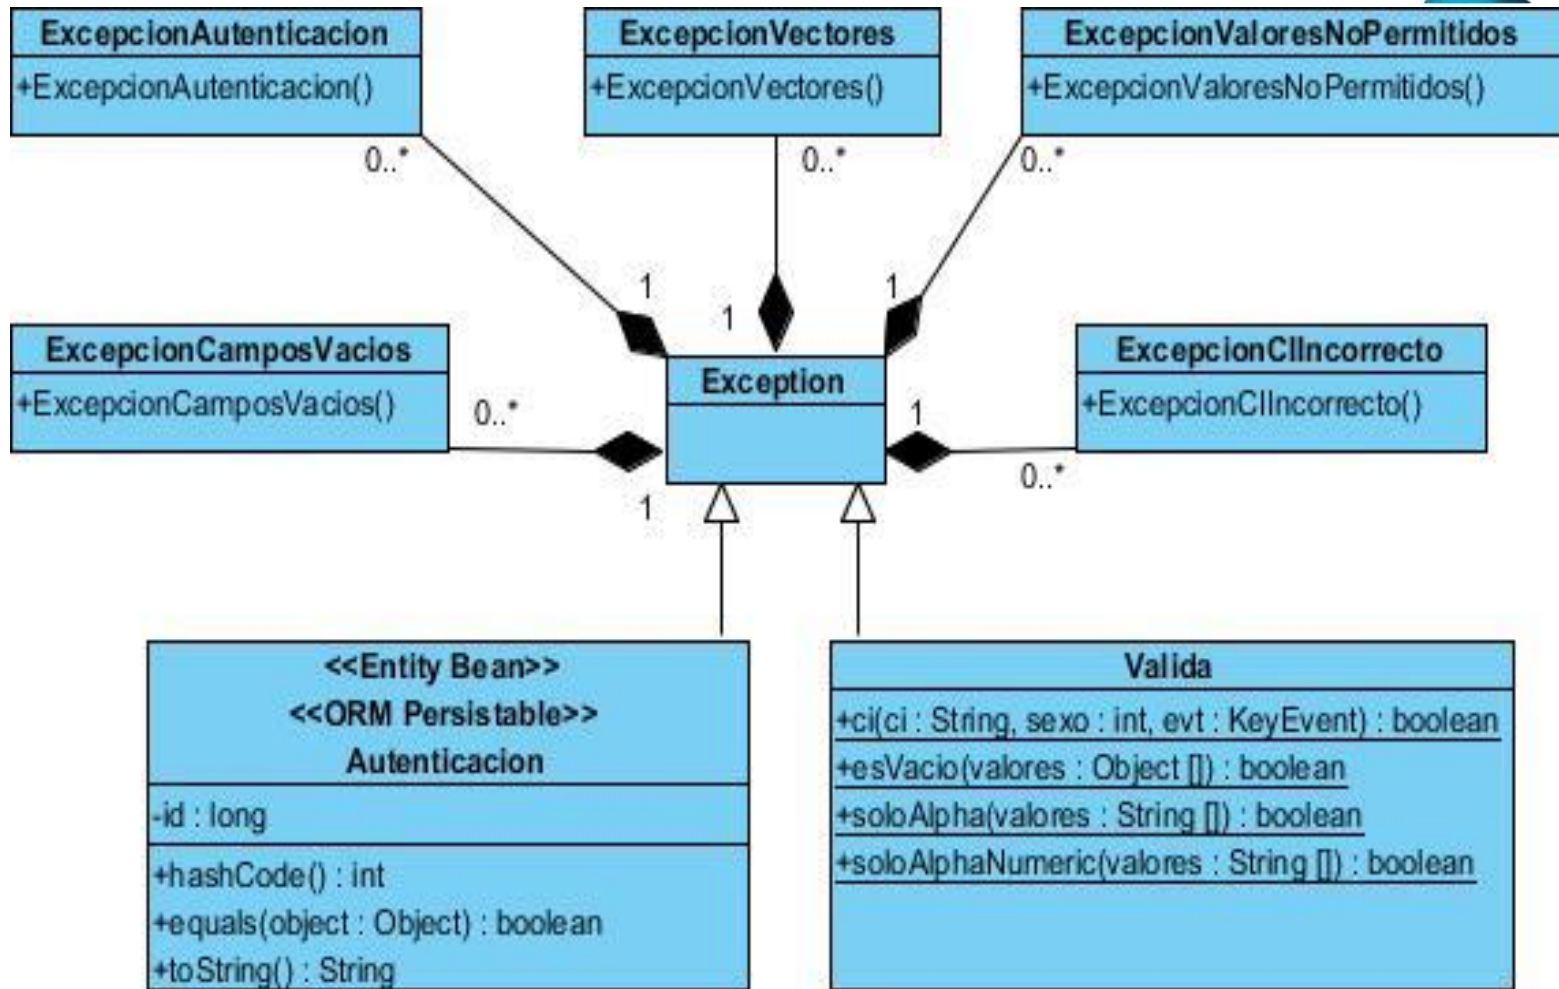 ExcepcionAutenticacion
+ExcepcionAutenticacion()
ExcepcionVectores
+ExcepcionVectores()
ExcepcionValoresNoPermitidos
+ExcepcionValoresNoPermitidos()
0..*
0..*
0..*
1
1
1
ExcepcionCamposVacios
+ExcepcionCamposVacios()
0..*
1
Exception
ExcepcionCIIncorrecto
+ExcepcionCIIncorrecto()
1
0..*
<<Entity Bean>>
<<ORM Persistable>>
Autenticacion
-id : long
+hashCode() : int
+equals(object : Object) : boolean
+toString() : String
Valida
+ci(ci : String, sexo : int, evt : KeyEvent) : boolean
+esVacio(valores : Object []) : boolean
+soloAlpha(valores : String []) : boolean
+soloAlphaNumeric(valores : String []) : boolean